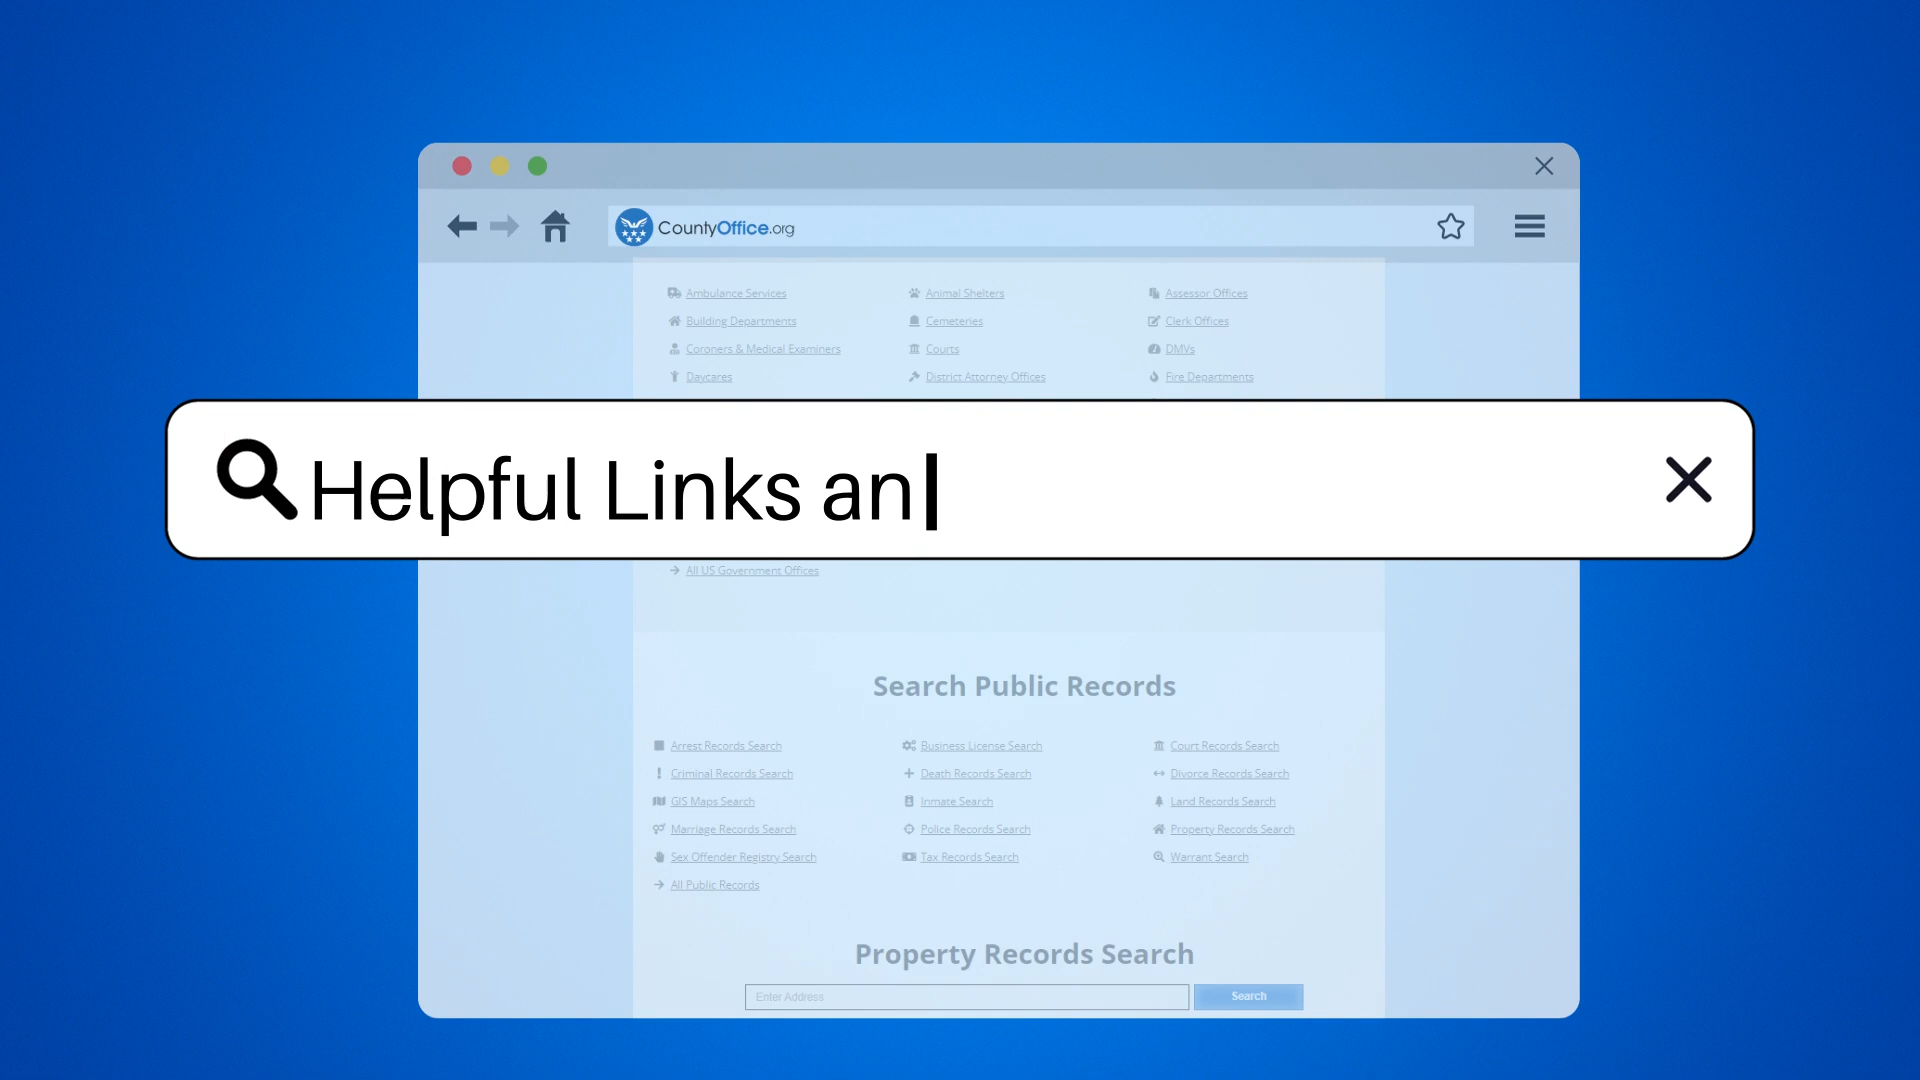 CountyOffice.org
Ambulance Services Animal Shelters Assessor Offices
Building Departments Cemeteries Clerk Offices
Coroners & Medical Examiners Courts DMVs
Daycares District Attorney Offices Fire Departments
Helpful Links an
All US Government Offices
Search Public Records
Arrest Records Search Business License Search Court Records Search
Criminal Records Search Death Records Search Divorce Records Search
GIS Maps Search Inmate Search Land Records Search
Marriage Records Search Police Records Search Property Records Search
Sex Offender Registry Search Tax Records Search Warrant Search
All Public Records
Property Records Search
Enter Address Search